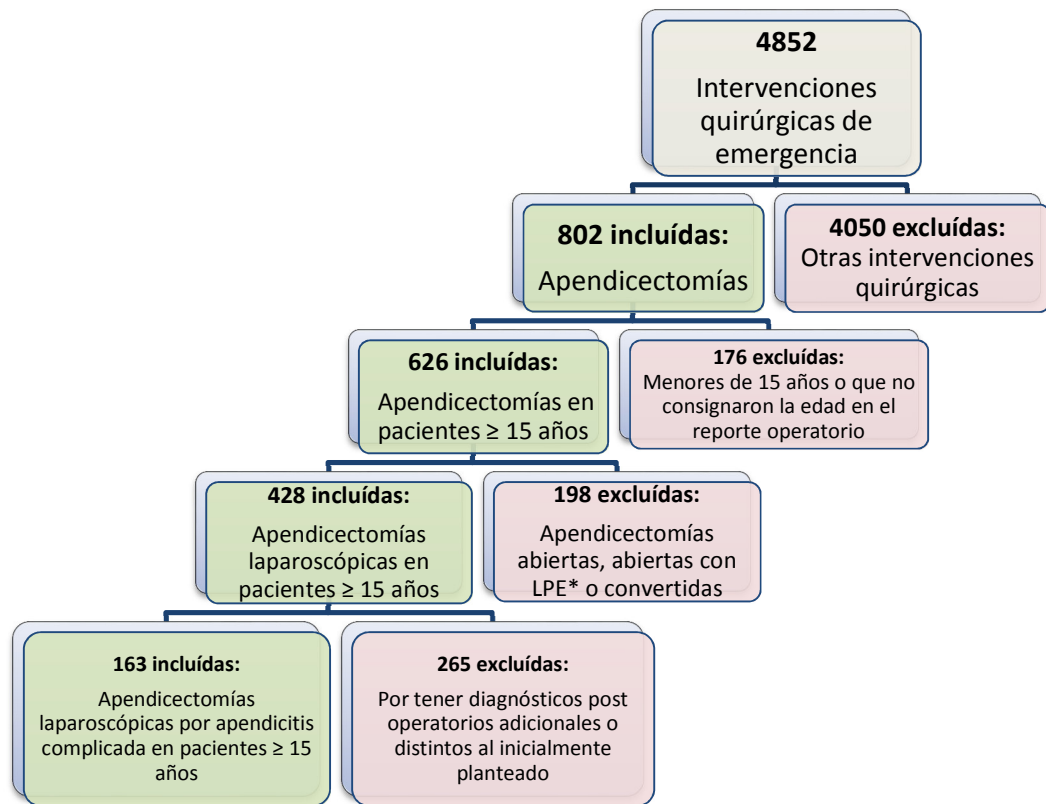 4852
Intervenciones
quirúrgicas de
emergencia
802 incluídas:
Apendicectomías
4050 excluídas:
Otras intervenciones
quirúrgicas
626 incluídas:
Apendicectomías en
pacientes ≥ 15 años
176 excluídas:
Menores de 15 años o que no
consignaron la edad en el
reporte operatorio
428 incluídas:
Apendicectomías
laparoscópicas en
pacientes ≥ 15 años
198 excluídas:
Apendicectomías
abiertas, abiertas con
LPE* o convertidas
163 incluídas:
Apendicectomías
laparoscópicas por apendicitis
complicada en pacientes ≥ 15
años
265 excluídas:
Por tener diagnósticos post
operatorios adicionales o
distintos al inicialmente
planteado